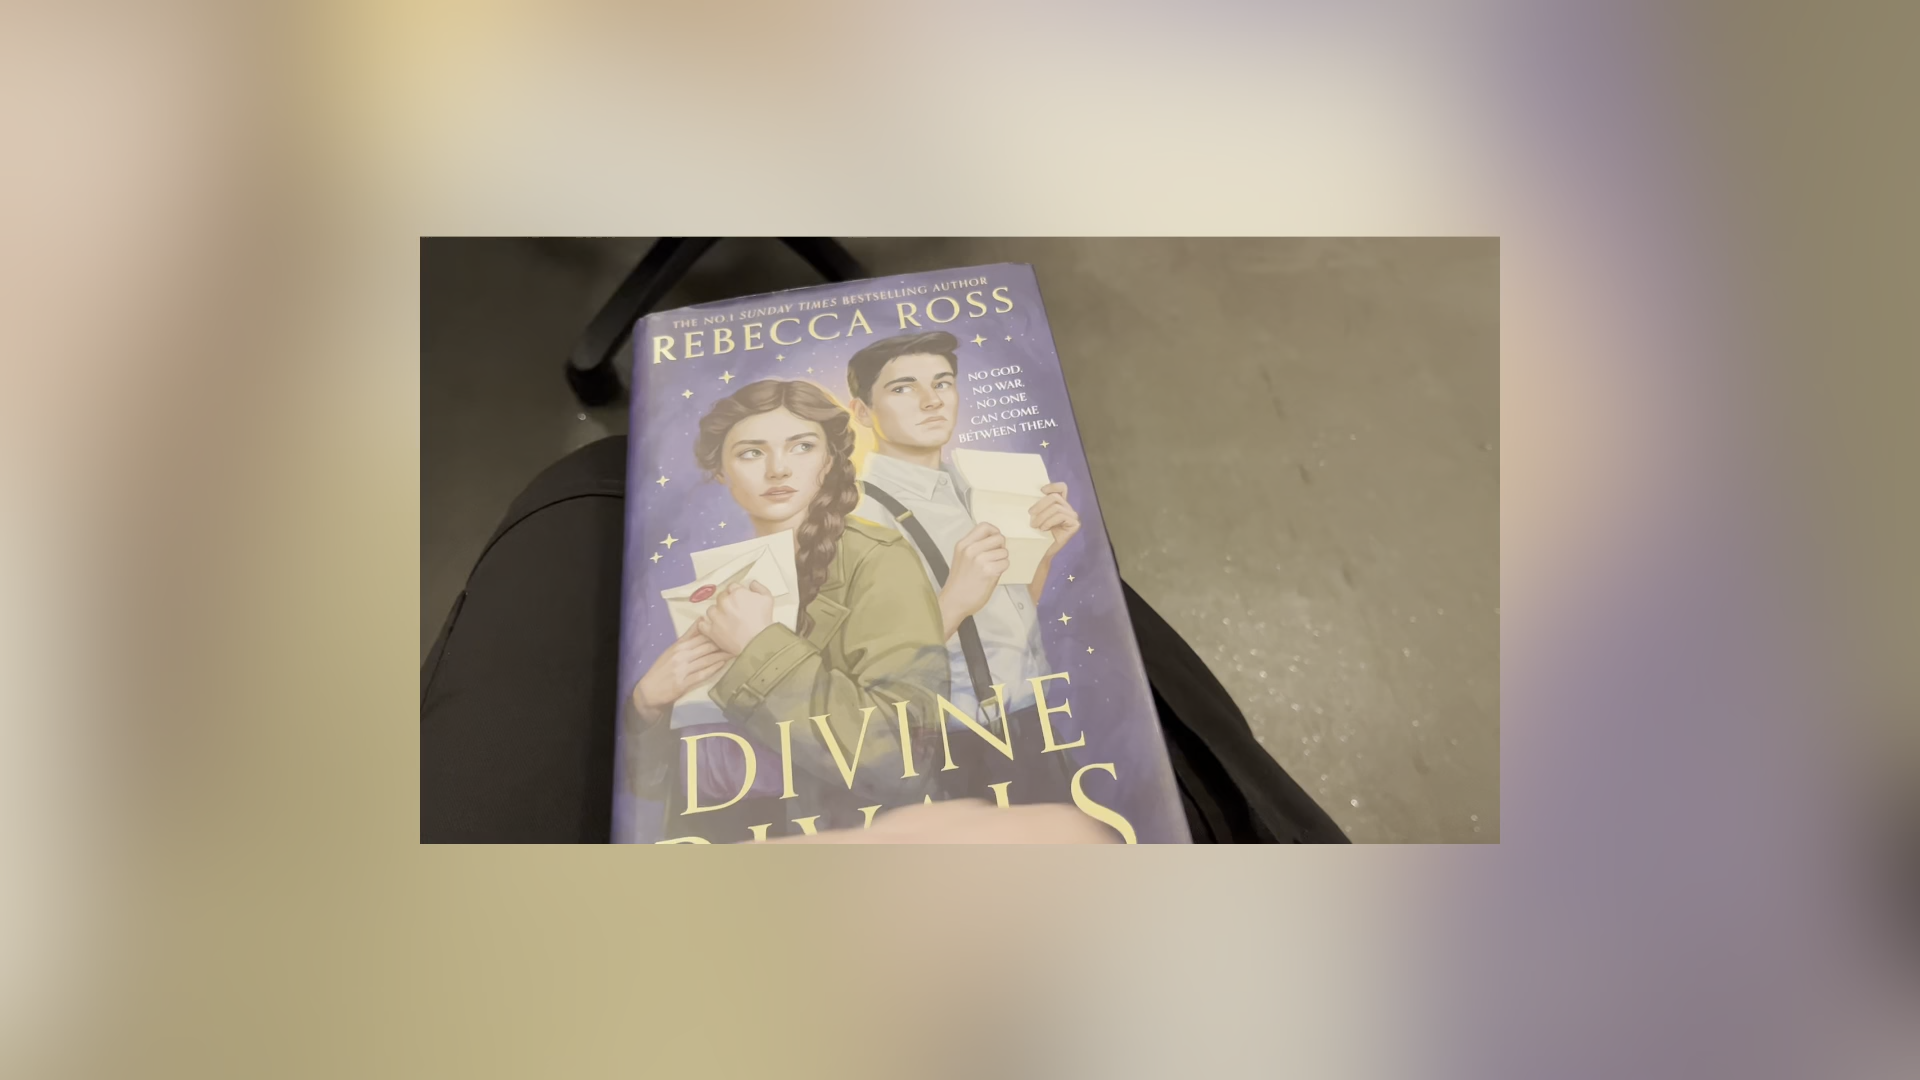 THE NO.1 SUNDAY TIMES BESTSELLING AUTHOR
REBECCA ROSS
NO GOD.
NO WAR.
NO ONE
CAN COME
BETWEEN THEM.
DIVINE
RIVALS